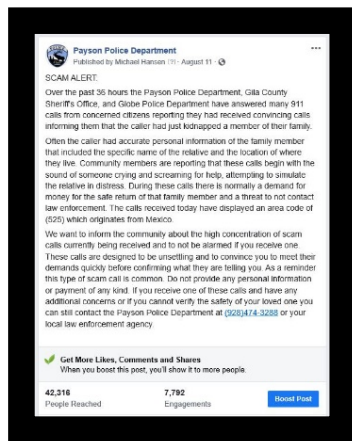 Payson Police Department
Published by Michael Hansen [?] · August 11 ·
SCAM ALERT:
Over the past 36 hours the Payson Police Department, Gila County
Sheriff's Office, and Globe Police Department have answered many 911
calls from concerned citizens reporting they had received convincing calls
informing them that the caller had just kidnapped a member of their family.
Often the caller had accurate personal information of the family member
that included the specific name of the relative and the location of where
they live. Community members are reporting that these calls begin with the
sound of someone crying and screaming for help, attempting to simulate
the relative in distress. During these calls there is normally a demand for
money for the safe return of that family member and a threat to not contact
law enforcement. The calls received today have displayed an area code of
(525) which originates from Mexico.
We want to inform the community about the high concentration of scam
calls currently being received and to not be alarmed if you receive one.
These calls are designed to be unsettling and to convince you to meet their
demands quickly before confirming what they are telling you. As a reminder
this type of scam call is common. Do not provide any personal information
or payment of any kind. If you receive one of these calls and have any
additional concerns or if you cannot verify the safety of your loved one you
can still contact the Payson Police Department at (928)474-3288 or your
local law enforcement agency.
Get More Likes, Comments and Shares
When you boost this post, you'll show it to more people.
42,316 7,792
People Reached Engagements Boost Post